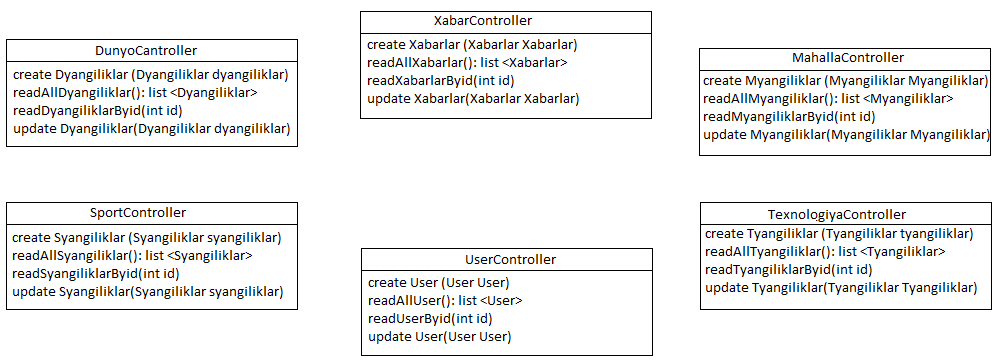 DunyoCantroller
create Dyangiliklar (Dyangiliklar dyangiliklar)
readAllDyangiliklar(): list <Dyangiliklar>
readDyangiliklarByid(int id)
update Dyangiliklar(Dyangiliklar dyangiliklar)
XabarController
create Xabarlar (Xabarlar Xabarlar)
readAllXabarlar(): list <Xabarlar>
readXabarlarByid(int id)
update Xabarlar(Xabarlar Xabarlar)
MahallaController
create Myangiliklar (Myangiliklar Myangiliklar)
readAllMyangiliklar(): list <Myangiliklar>
readMyangiliklarByid(int id)
update Myangiliklar(Myangiliklar Myangiliklar)
SportController
create Syangiliklar (Syangiliklar syangiliklar)
readAllSyangiliklar(): list <Syangiliklar>
readSyangiliklarByid(int id)
update Syangiliklar(Syangiliklar syangiliklar)
UserController
create User (User User)
readAllUser(): list <User>
readUserByid(int id)
update User(User User)
TexnologiyaController
create Tyangiliklar (Tyangiliklar tyangiliklar)
readAllTyangiliklar(): list <Tyangiliklar>
readTyangiliklarByid(int id)
update Tyangiliklar(Tyangiliklar Tyangiliklar)